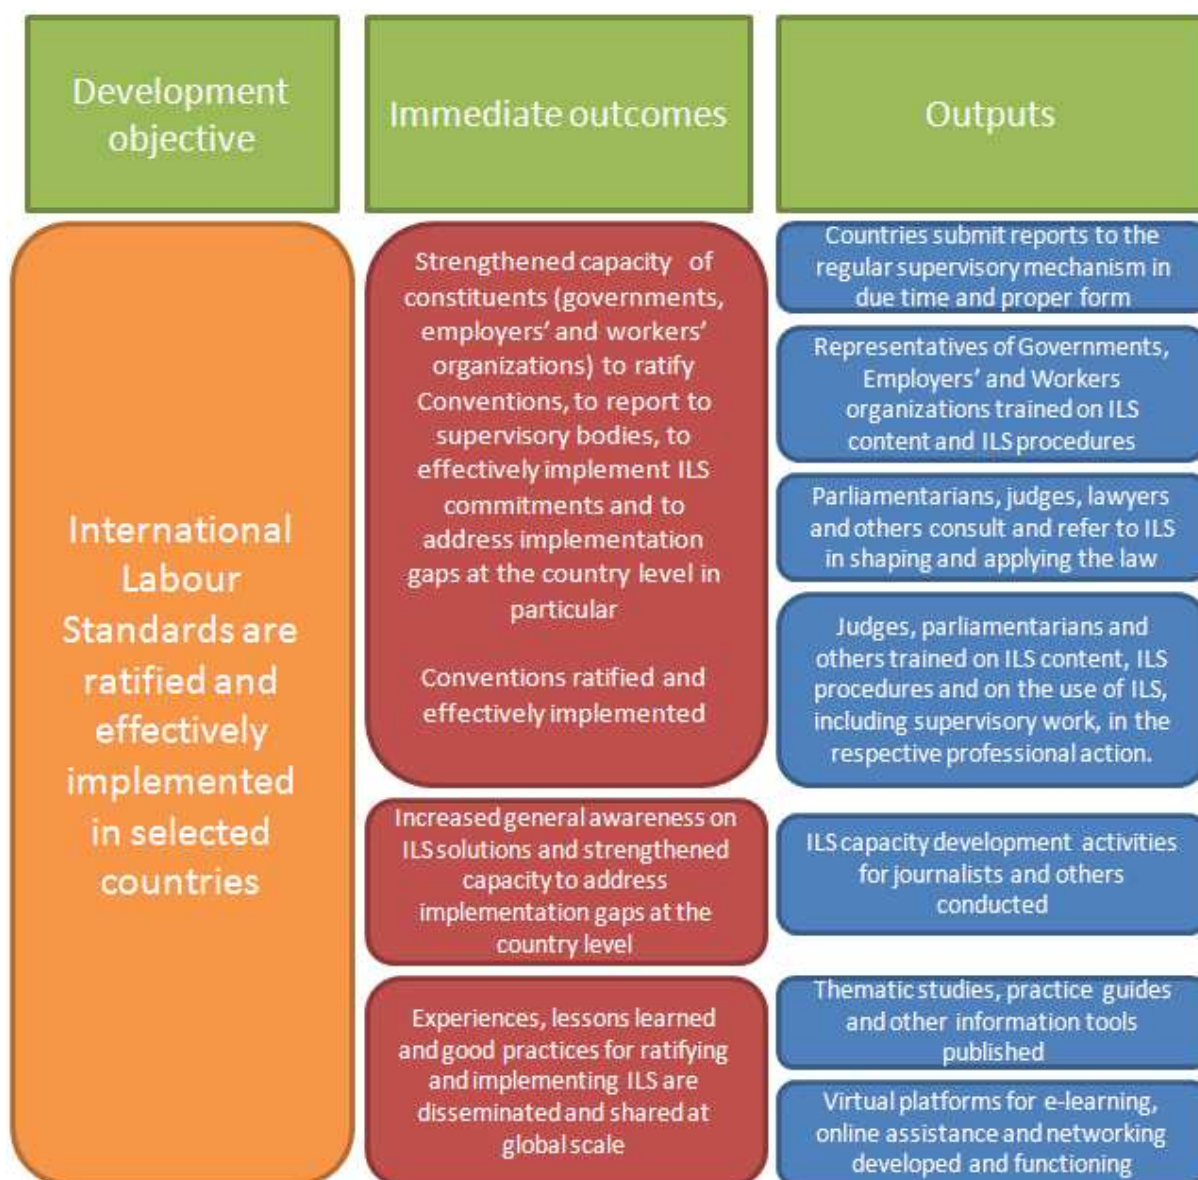 Development
objective
Immediate outcomes
Outputs
International
Labour
Standards are
ratified and
effectively
implemented
in selected
countries
Strengthened capacity of
constituents (governments,
employers’ and workers’
organizations) to ratify
Conventions, to report to
supervisory bodies, to
effectively implement ILS
commitments and to
address implementation
gaps at the country level in
particular
Conventions ratified and
effectively implemented
Increased general awareness on
ILS solutions and strengthened
capacity to address
implementation gaps at the
country level
Experiences, lessons learned
and good practices for ratifying
and implementing ILS are
disseminated and shared at
global scale
Countries submit reports to the
regular supervisory mechanism in
due time and proper form
Representatives of Governments,
Employers’ and Workers
organizations trained on ILS
content and ILS procedures
Parliamentarians, judges, lawyers
and others consult and refer to ILS
in shaping and applying the law
Judges, parliamentarians and
others trained on ILS content, ILS
procedures and on the use of ILS,
including supervisory work, in the
respective professional action.
ILS capacity development activities
for journalists and others
conducted
Thematic studies, practice guides
and other information tools
published
Virtual platforms for e-learning,
online assistance and networking
developed and functioning